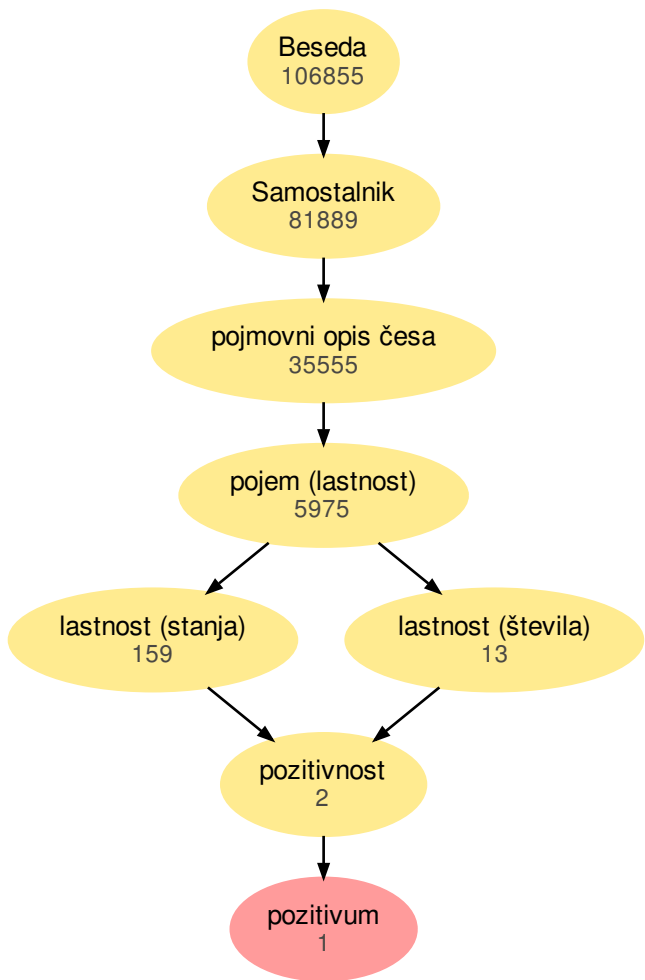 Beseda
106855
Samostalnik
81889
pojmovni opis česa
35555
pojem (lastnost)
5975
lastnost (stanja)
159
lastnost (števila)
13
pozitivnost
2
pozitivum
1